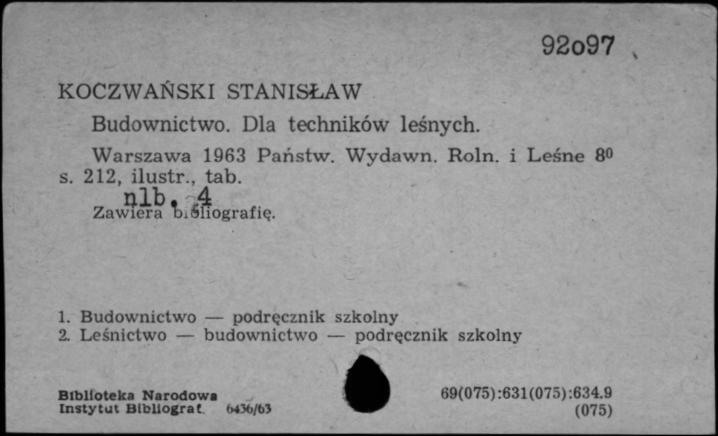 92o97
KOCZWAŃSKI STANISŁAW
Budownictwo. Dla techników leśnych.
Warszawa 1963 Państw. Wydawn. Roln. i Leśne 8⁰
s. 212, ilustr., tab.
nlb. 4
Zawiera bibliografię.
1. Budownictwo — podręcznik szkolny
2. Leśnictwo — budownictwo — podręcznik szkolny
Biblioteka Narodowa 69(075):631(075):634.9
Instytut Bibliograf. 6436/63 (075)